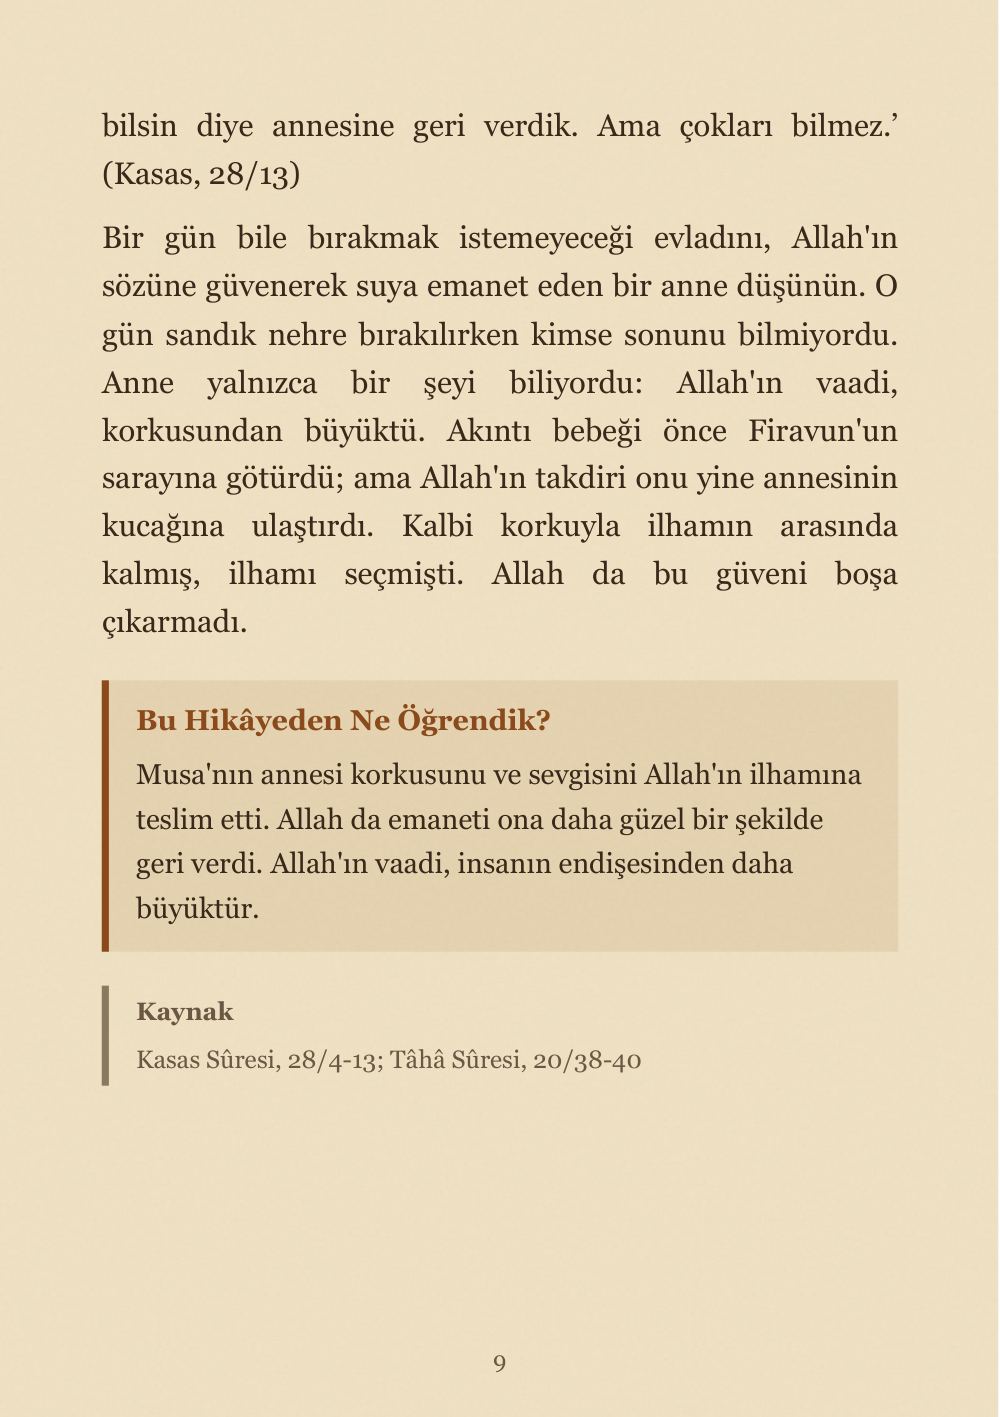 bilsin diye annesine geri verdik. Ama çokları bilmez.’
(Kasas, 28/13)
Bir gün bile bırakmak istemeyeceği evladını, Allah'ın
sözüne güvenerek suya emanet eden bir anne düşünün. O
gün sandık nehre bırakılırken kimse sonunu bilmiyordu.
Anne yalnızca bir şeyi biliyordu: Allah'ın vaadi,
korkusundan büyüktü. Akıntı bebeği önce Firavun'un
sarayına götürdü; ama Allah'ın takdiri onu yine annesinin
kucağına ulaştırdı. Kalbi korkuyla ilhamın arasında
kalmış, ilhamı seçmişti. Allah da bu güveni boşa
çıkarmadı.
Bu Hikâyeden Ne Öğrendik?
Musa'nın annesi korkusunu ve sevgisini Allah'ın ilhamına
teslim etti. Allah da emaneti ona daha güzel bir şekilde
geri verdi. Allah'ın vaadi, insanın endişesinden daha
büyüktür.
Kaynak
Kasas Sûresi, 28/4-13; Tâhâ Sûresi, 20/38-40
9